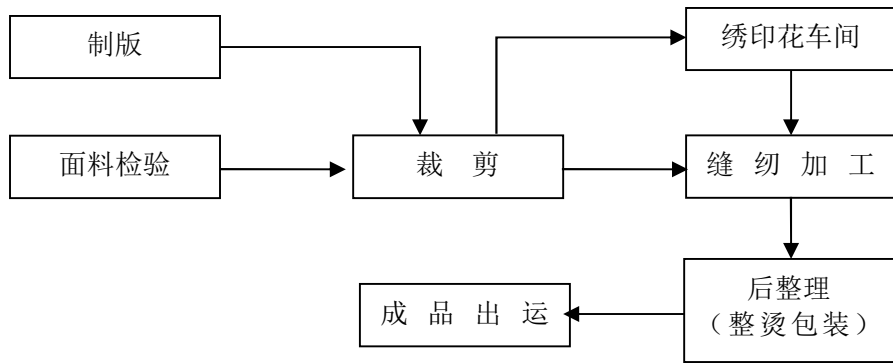 制版
绣印花车间
面料检验
裁 剪
缝 纫 加 工
后整理
（整烫包装）
成 品 出 运